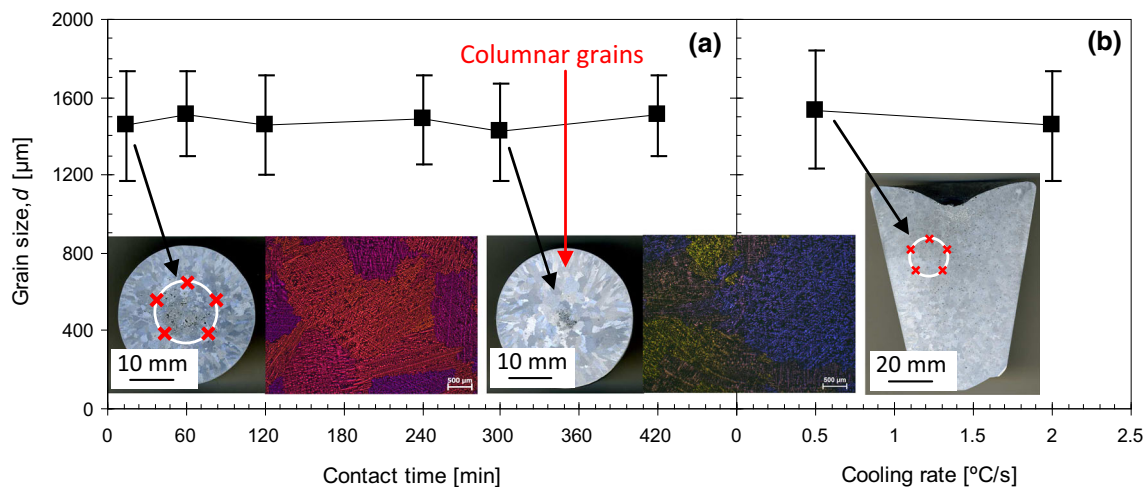 2000
1600
1200
800
400
0
Grain size, d [µm]
(a)
Columnar grains
(b)
10 mm
500 µm
10 mm
500 µm
20 mm
0 60 120 180 240 300 360 420
0 0.5 1 1.5 2 2.5
Contact time [min]
Cooling rate [ºC/s]